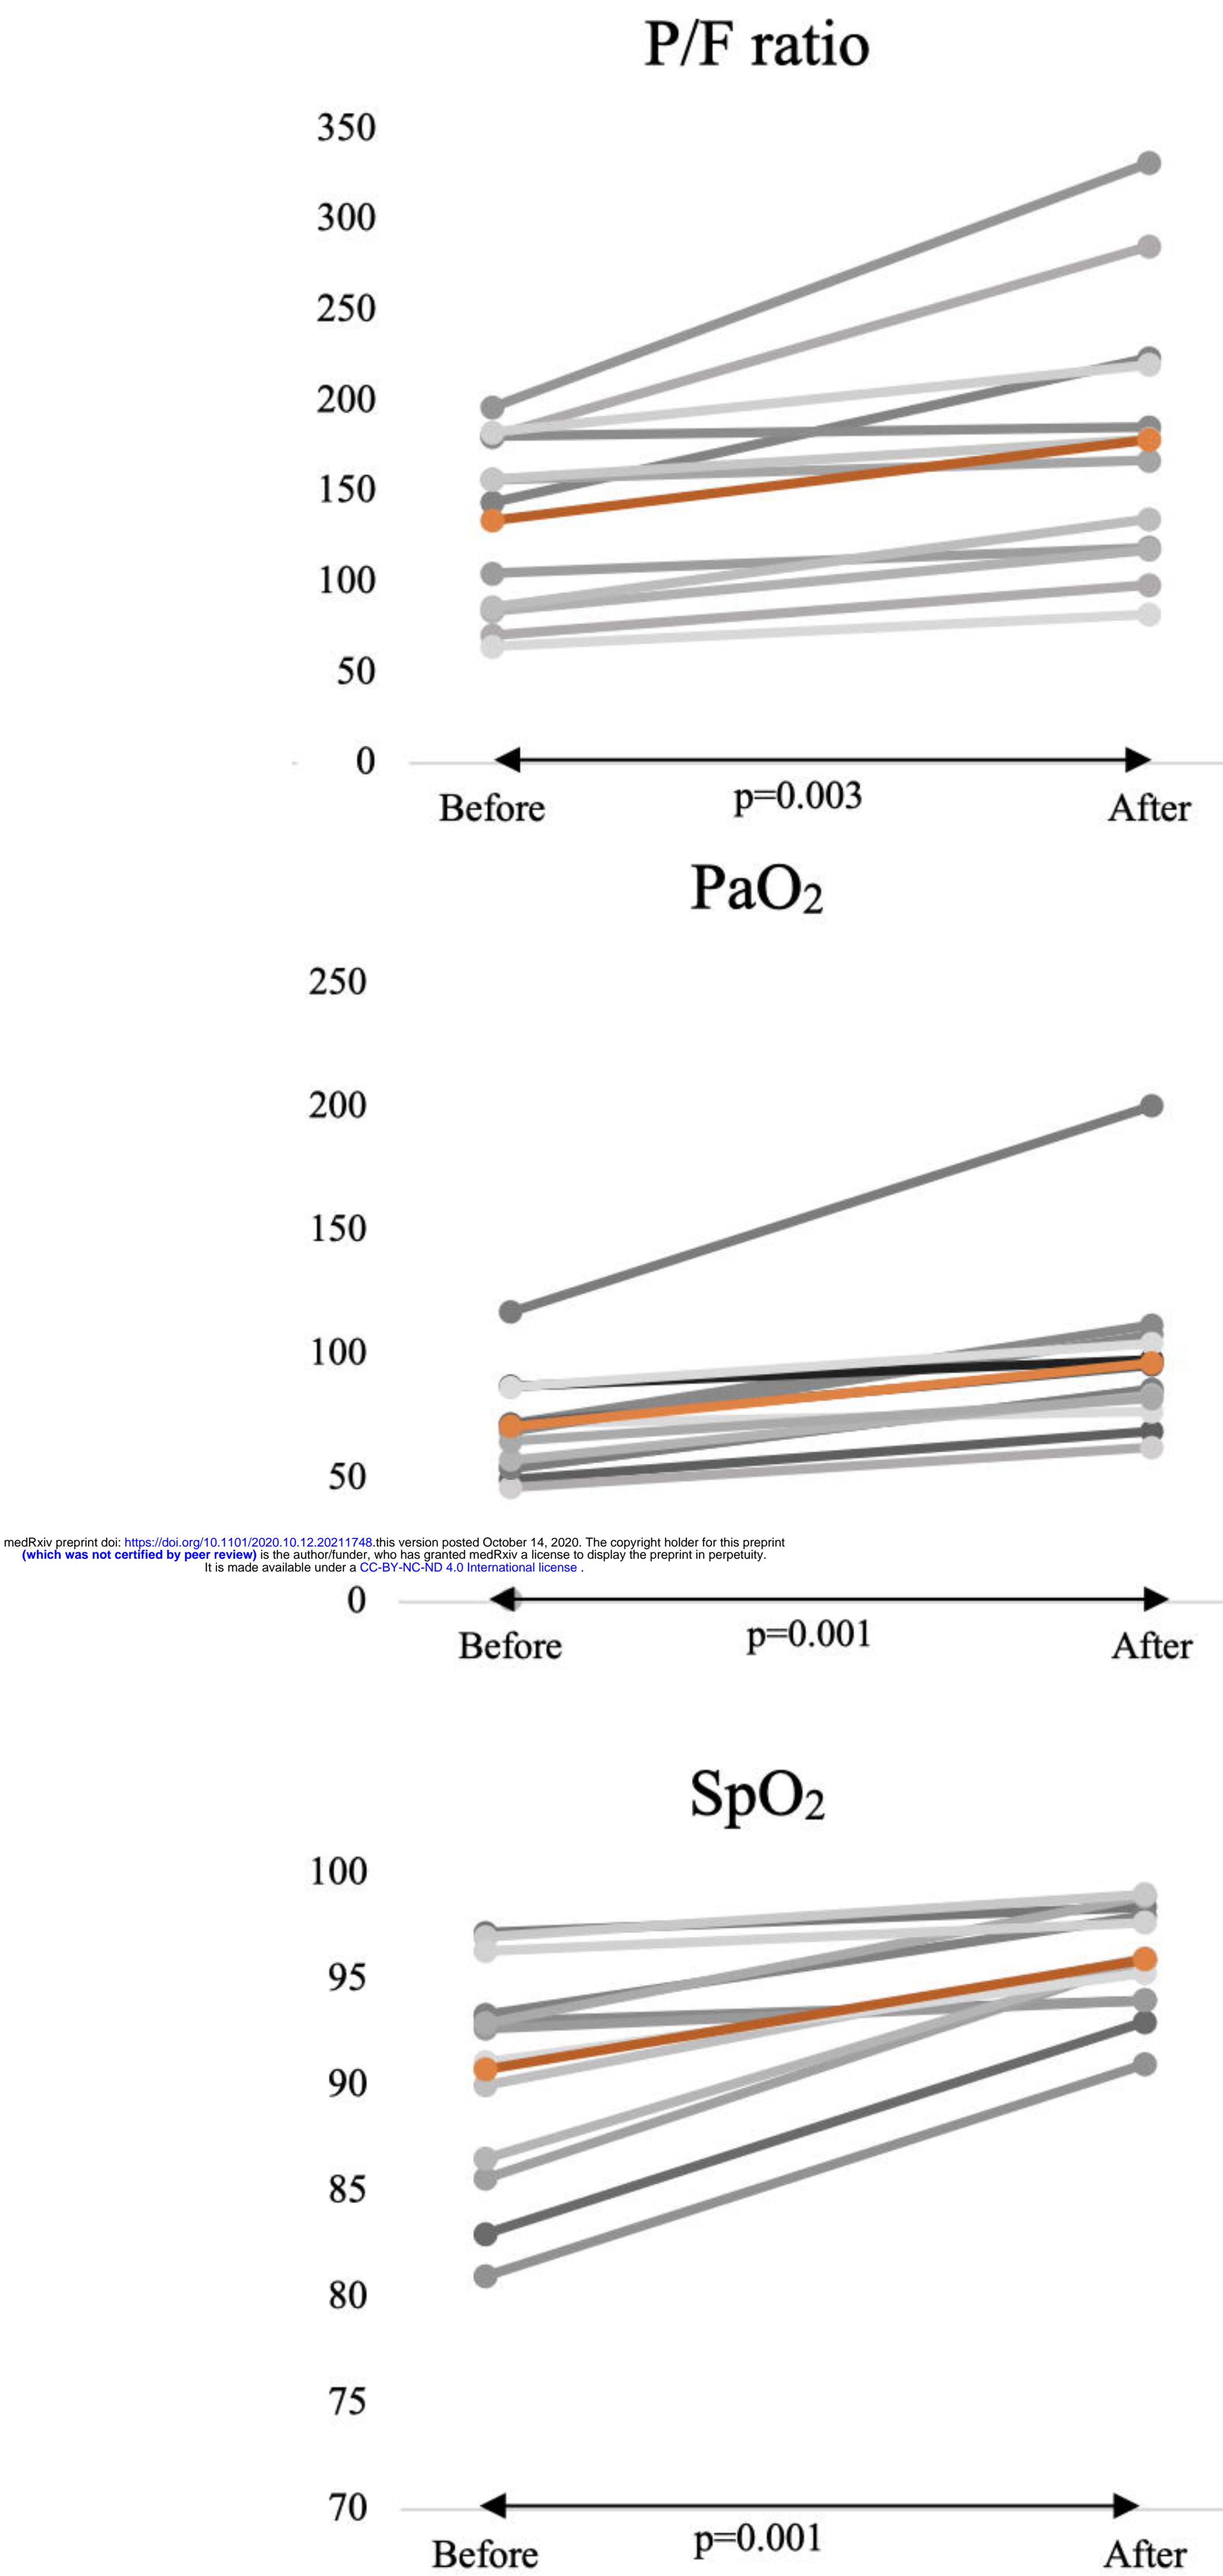 P/F ratio
350
300
250
200
150
100
50
0
p=0.003
Before After
PaO₂
250
200
150
100
50
medRxiv preprint doi: https://doi.org/10.1101/2020.10.12.20211748.this version posted October 14, 2020. The copyright holder for this preprint
(which was not certified by peer review) is the author/funder, who has granted medRxiv a license to display the preprint in perpetuity.
It is made available under a CC-BY-NC-ND 4.0 International license .
0
p=0.001
Before After
SpO₂
100
95
90
85
80
75
70
p=0.001
Before After